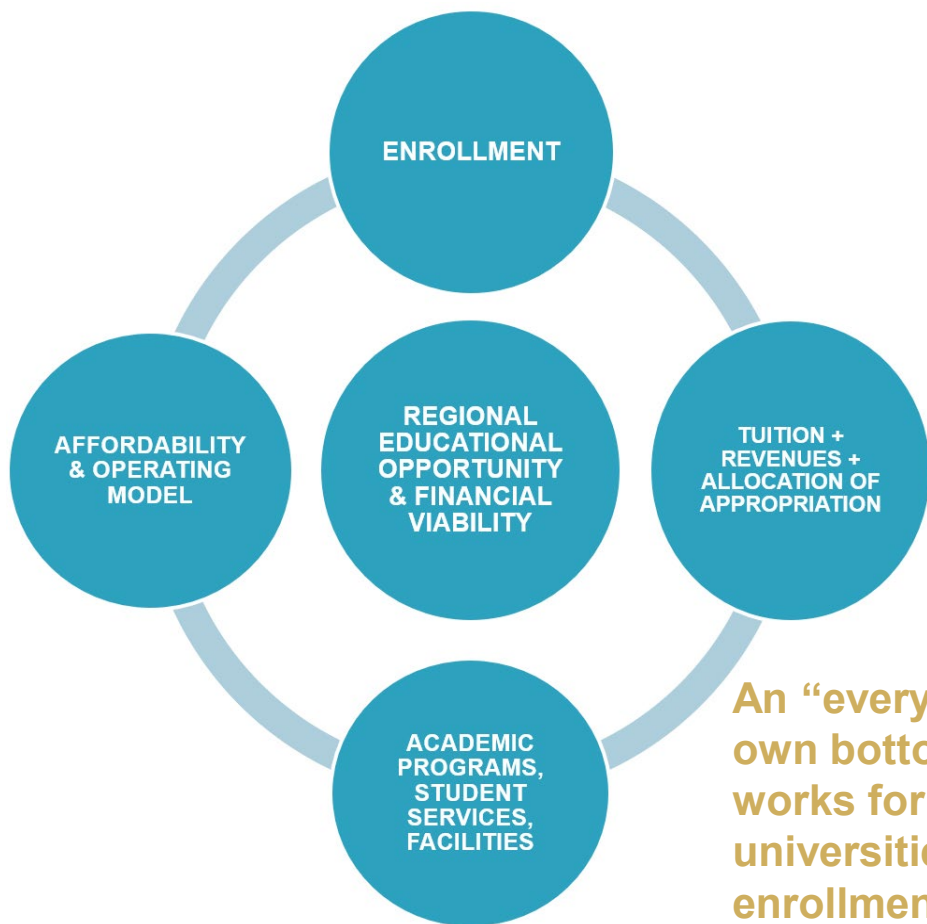 ENROLLMENT
AFFORDABILITY
& OPERATING
MODEL
REGIONAL
EDUCATIONAL
OPPORTUNITY
& FINANCIAL
VIABILITY
TUITION +
REVENUES +
ALLOCATION OF
APPROPRIATION
ACADEMIC
PROGRAMS,
STUDENT
SERVICES,
FACILITIES
An “every
own botto
works for
universitie
enrollmen